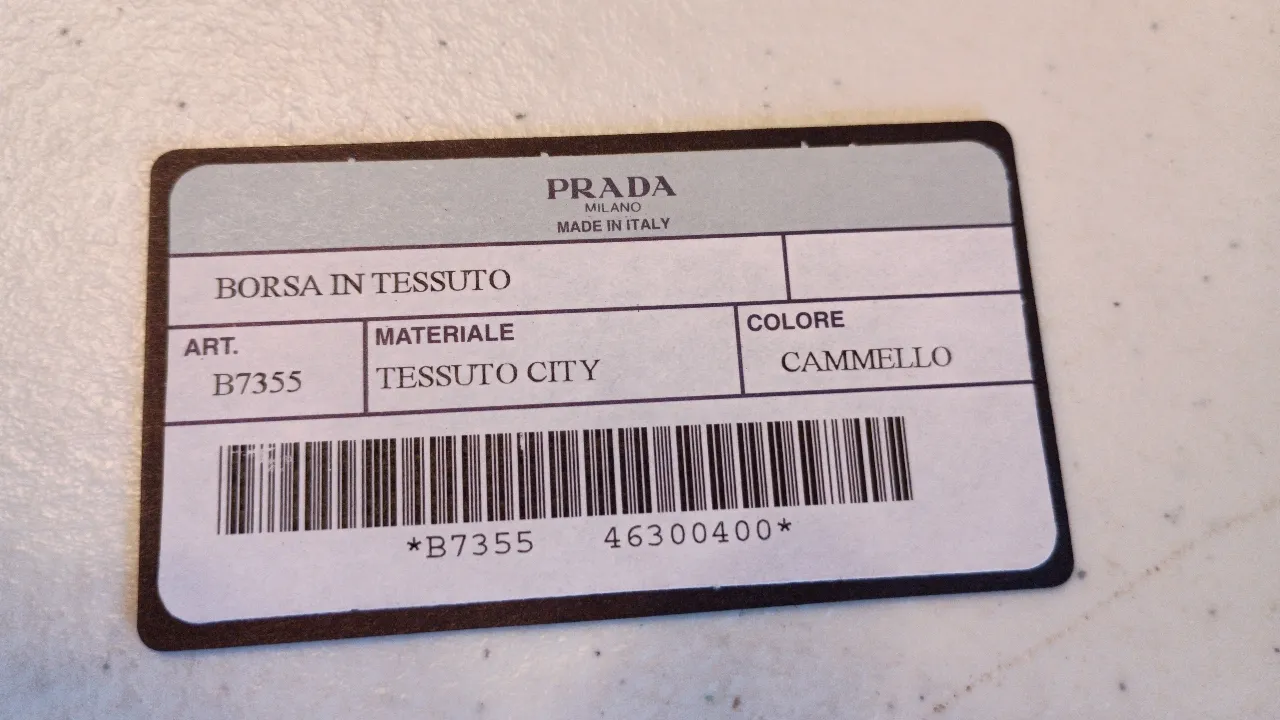 PRADA
MILANO
MADE IN ITALY
BORSA IN TESSUTO
ART.
B7355
MATERIALE
TESSUTO CITY
COLORE
CAMMELLO
*B7355 46300400*